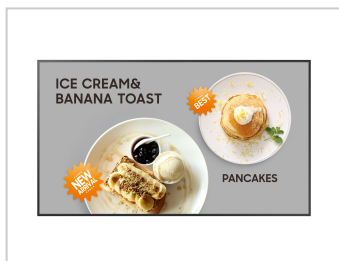 ICE CREAM&
BANANA TOAST
BEST
NEW
ARRIVAL
PANCAKES